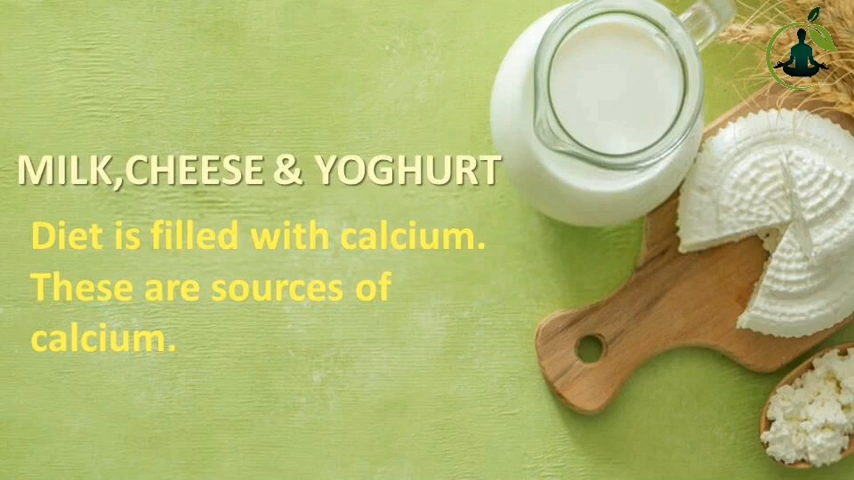 MILK,CHEESE & YOGHURT
Diet is filled with calcium.
These are sources of
calcium.